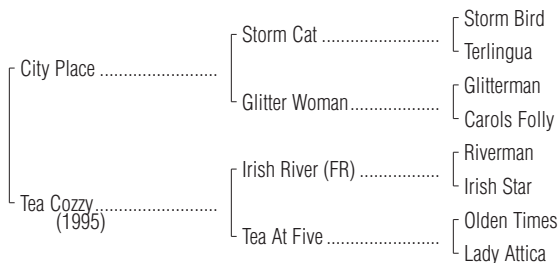 Storm Bird
Storm Cat ..............................
Terlingua
City Place ..............................
Glitterman
Glitter Woman......................
Carols Folly
Riverman
Irish River (FR) ....................
Irish Star
Tea Cozzy...............................
(1995)
Olden Times
Tea At Five ............................
Lady Attica